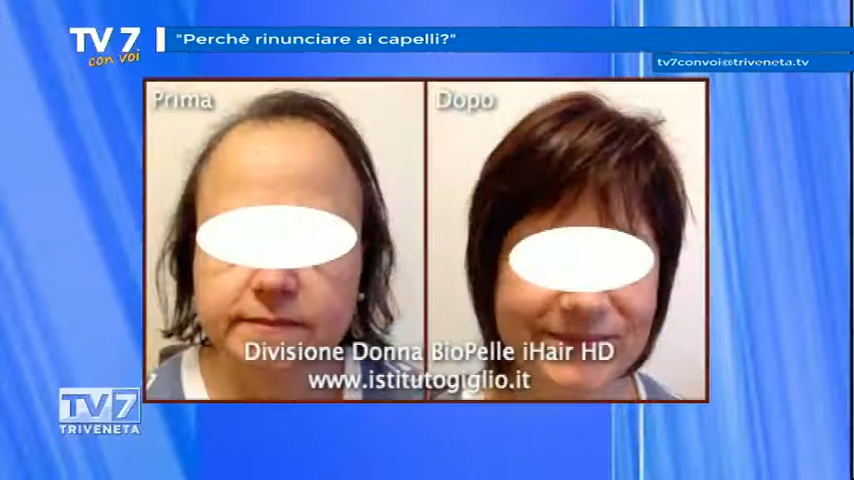 TV7 "Perchè rinunciare ai capelli?"
con voi
tv7convoi@triveneta.tv
Prima
Dopo
Divisione Donna BioPelle iHair HD
www.istitutogiglio.it
TV7
TRIVENETA